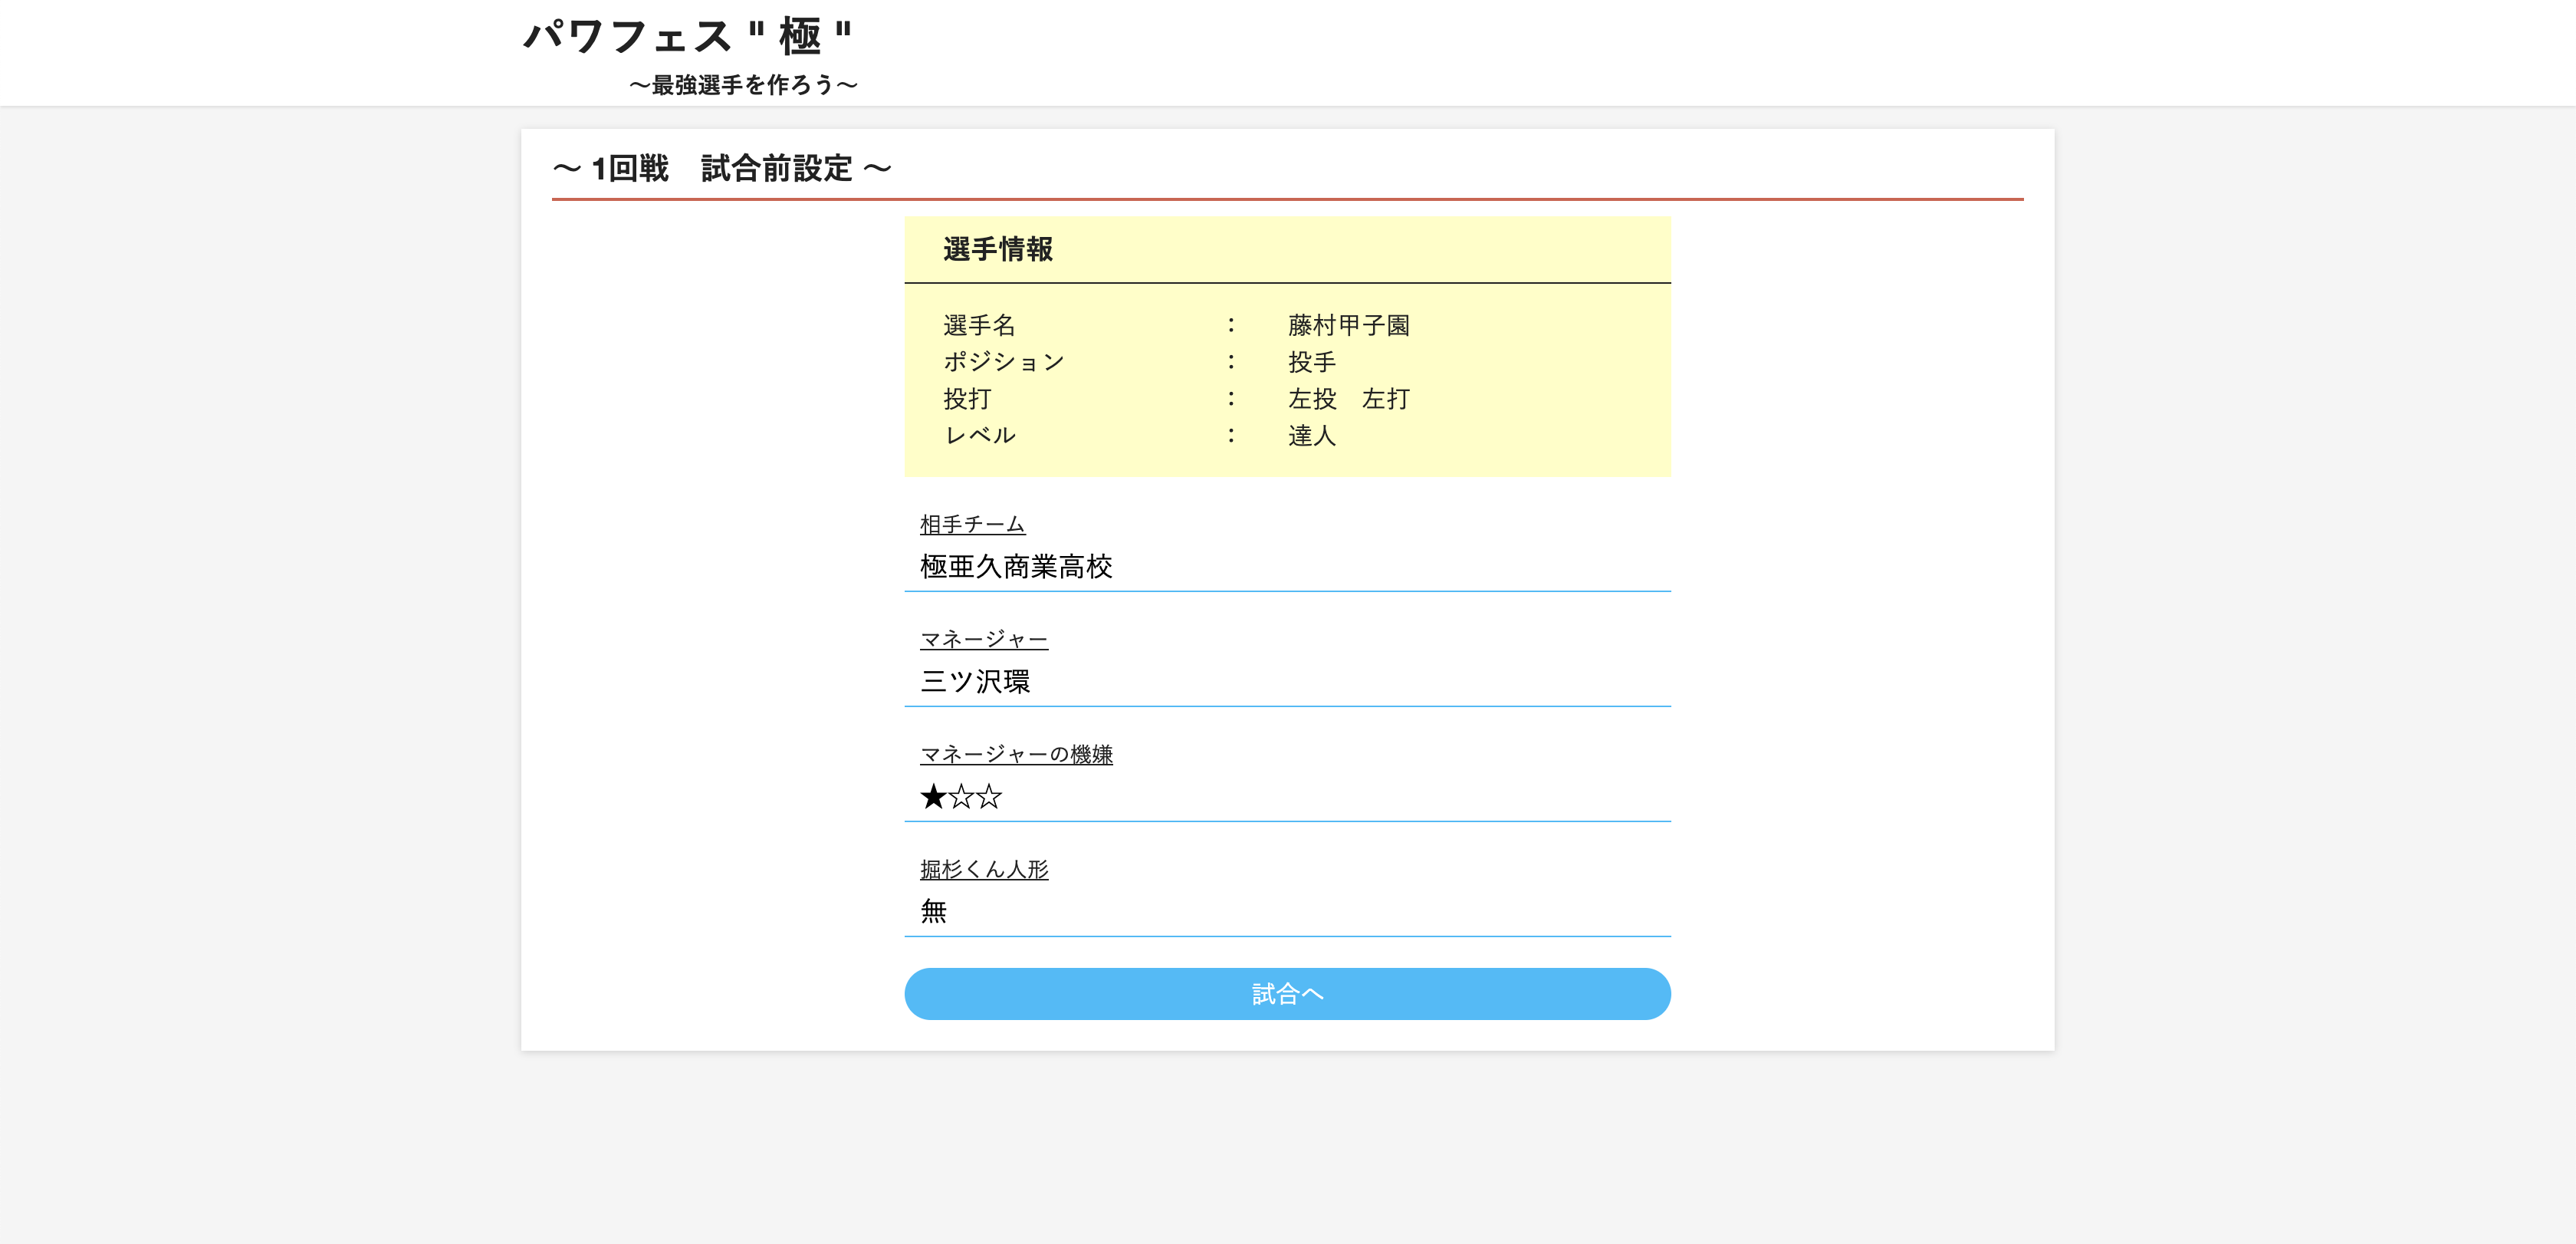 パワフェス " 極 "
〜最強選手を作ろう〜
〜 1回戦　試合前設定 〜
選手情報
選手名 : 藤村甲子園
ポジション : 投手
投打 : 左投　左打
レベル : 達人
相手チーム
極亜久商業高校
マネージャー
三ツ沢環
マネージャーの機嫌
★☆☆
掘杉くん人形
無
試合へ